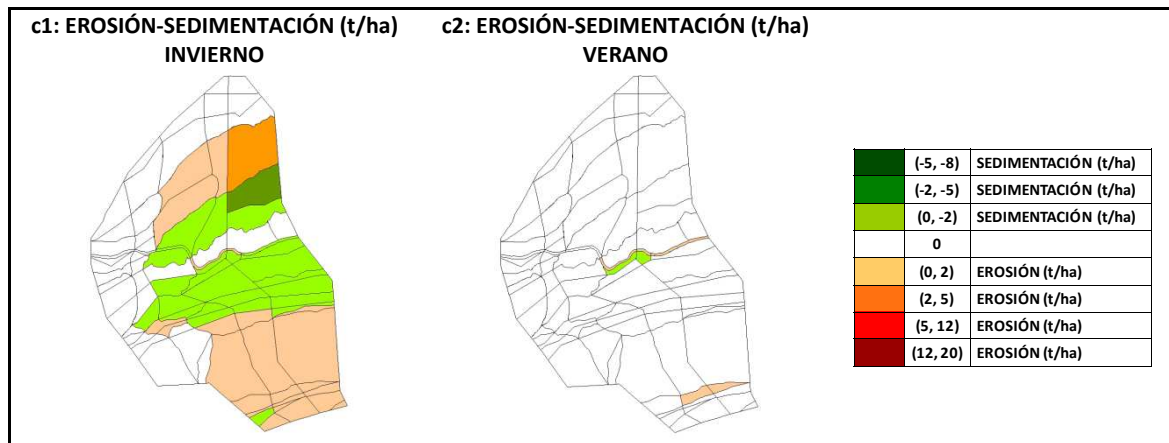 c1: EROSIÓN-SEDIMENTACIÓN (t/ha)
INVIERNO
c2: EROSIÓN-SEDIMENTACIÓN (t/ha)
VERANO
(-5, -8) SEDIMENTACIÓN (t/ha)
(-2, -5) SEDIMENTACIÓN (t/ha)
(0, -2) SEDIMENTACIÓN (t/ha)
0
(0, 2) EROSIÓN (t/ha)
(2, 5) EROSIÓN (t/ha)
(5, 12) EROSIÓN (t/ha)
(12, 20) EROSIÓN (t/ha)